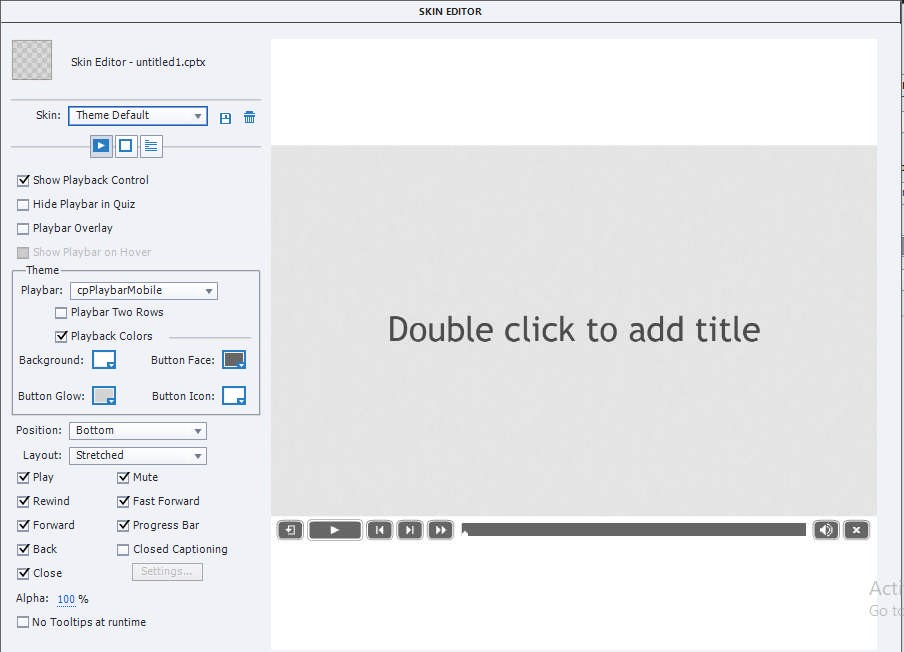 SKIN EDITOR
Skin Editor - untitled1.cptx
Skin: Theme Default
Show Playback Control
Hide Playbar in Quiz
Playbar Overlay
Show Playbar on Hover
Theme
Playbar: cpPlaybarMobile
Playbar Two Rows
Playback Colors
Background: Button Face:
Button Glow: Button Icon:
Position: Bottom
Layout: Stretched
Play Mute
Rewind Fast Forward
Forward Progress Bar
Back Closed Captioning
Close Settings...
Alpha: 100 %
No Tooltips at runtime
Double click to add title
Acti
Go to